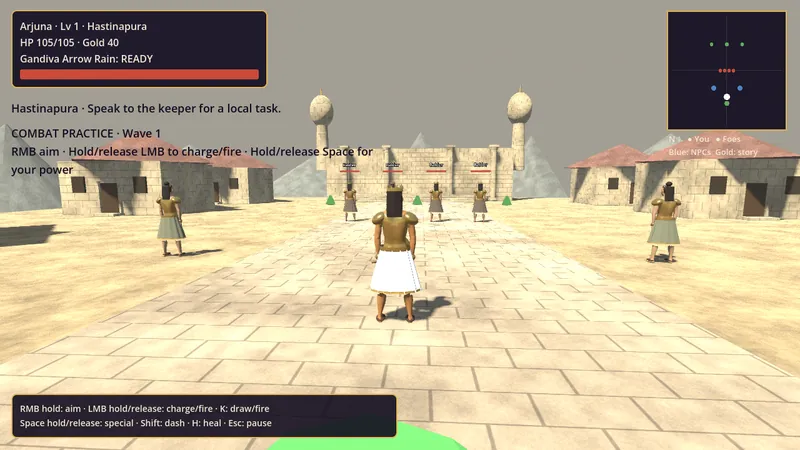 Arjuna · Lv 1 · Hastinapura
HP 105/105 · Gold 40
Gandiva Arrow Rain: READY
Hastinapura · Speak to the keeper for a local task.
COMBAT PRACTICE · Wave 1
RMB aim · Hold/release LMB to charge/fire · Hold/release Space for
your power
● You ● Foes
Blue: NPCs Gold: story
Raider
Raider
RMB hold: aim · LMB hold/release: charge/fire · K: draw/fire
Space hold/release: special · Shift: dash · H: heal · Esc: pause